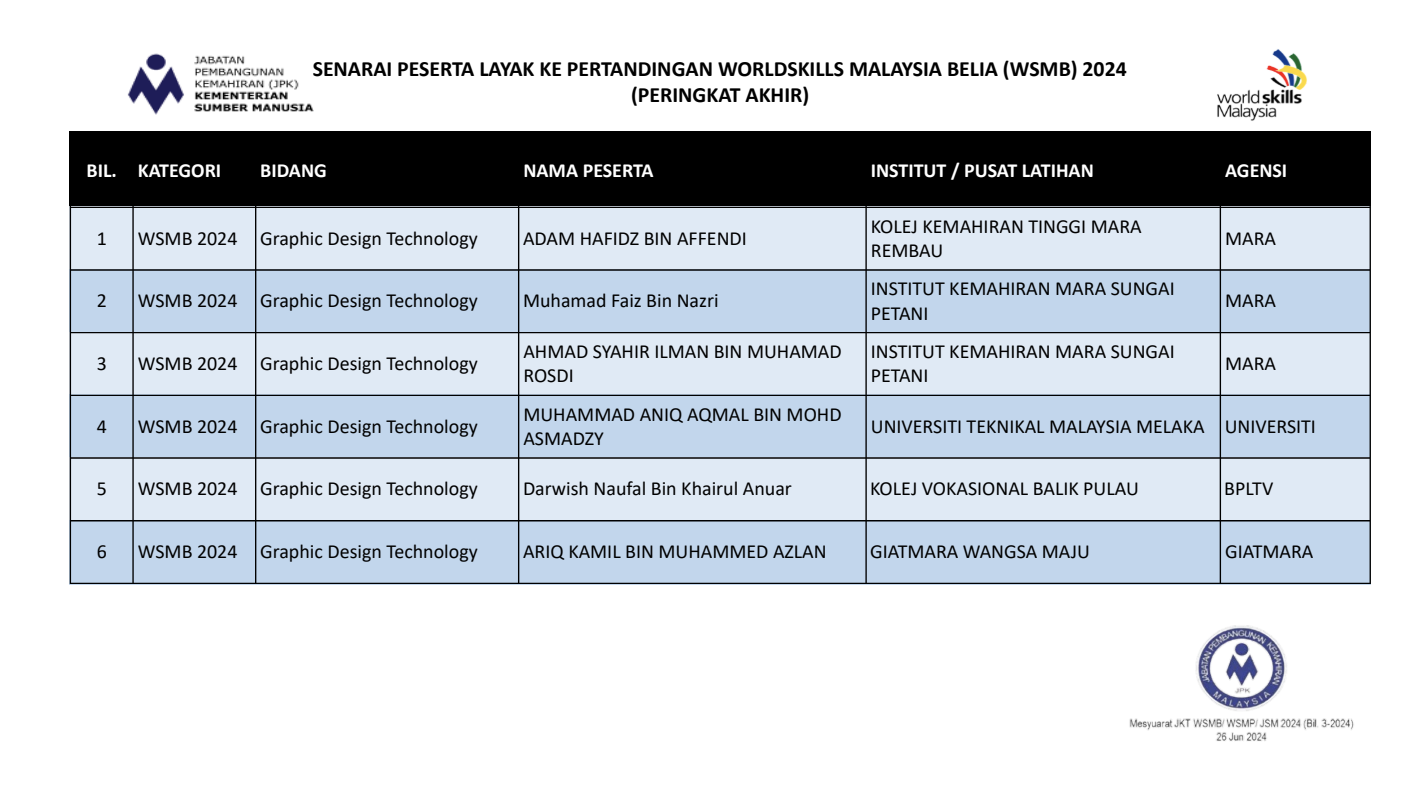 JABATAN
PEMBANGUNAN
KEMAHIRAN (JPK)
KEMENTERIAN
SUMBER MANUSIA
SENARAI PESERTA LAYAK KE PERTANDINGAN WORLDSKILLS MALAYSIA BELIA (WSMB) 2024
(PERINGKAT AKHIR)
world skills
Malaysia
BIL. KATEGORI BIDANG NAMA PESERTA INSTITUT / PUSAT LATIHAN AGENSI
1 WSMB 2024 Graphic Design Technology ADAM HAFIDZ BIN AFFENDI KOLEJ KEMAHIRAN TINGGI MARA
REMBAU MARA
2 WSMB 2024 Graphic Design Technology Muhamad Faiz Bin Nazri INSTITUT KEMAHIRAN MARA SUNGAI
PETANI MARA
3 WSMB 2024 Graphic Design Technology AHMAD SYAHIR ILMAN BIN MUHAMAD
ROSDI INSTITUT KEMAHIRAN MARA SUNGAI
PETANI MARA
4 WSMB 2024 Graphic Design Technology MUHAMMAD ANIQ AQMAL BIN MOHD
ASMADZY UNIVERSITI TEKNIKAL MALAYSIA MELAKA UNIVERSITI
5 WSMB 2024 Graphic Design Technology Darwish Naufal Bin Khairul Anuar KOLEJ VOKASIONAL BALIK PULAU BPLTV
6 WSMB 2024 Graphic Design Technology ARIQ KAMIL BIN MUHAMMED AZLAN GIATMARA WANGSA MAJU GIATMARA
JABATAN PEMBANGUNAN KEMAHIRAN
JPK
MALAYSIA
Mesyuarat JKT WSMB/ WSMP/ JSM 2024 (Bil. 3-2024)
26 Jun 2024